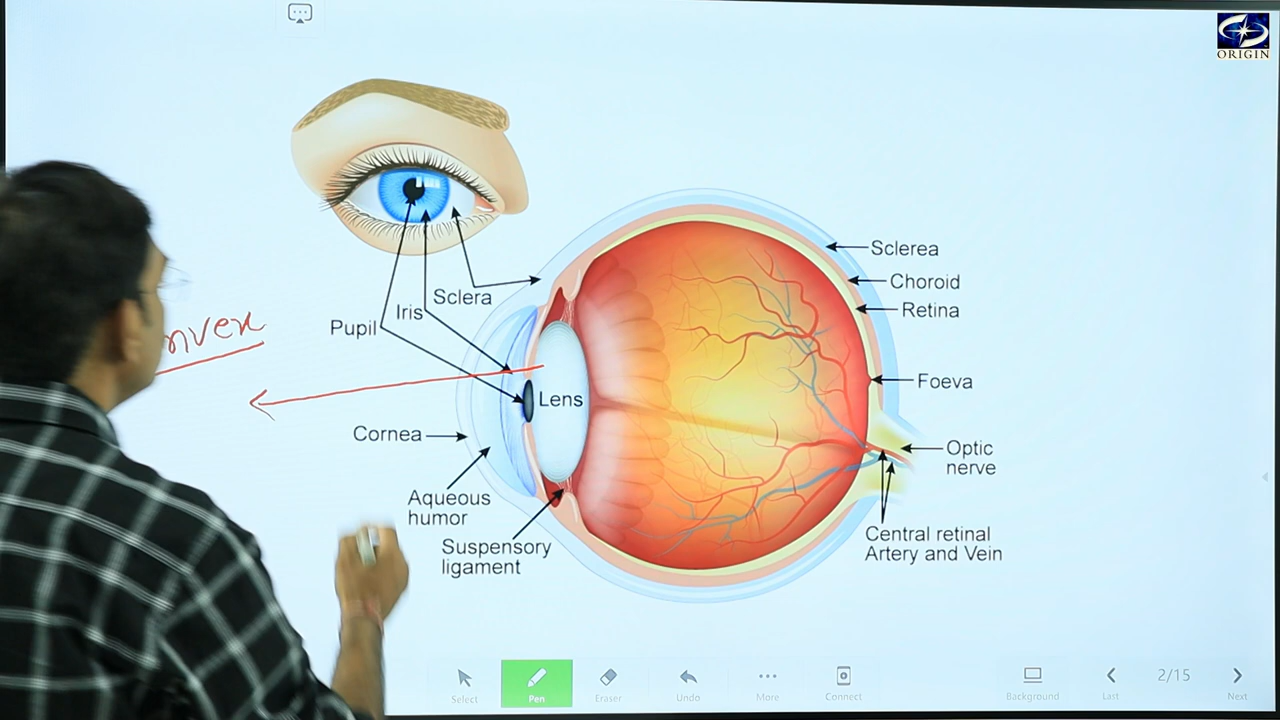 ORIGIN
Sclerea
Choroid
Retina
Foeva
Optic
nerve
Central retinal
Artery and Vein
Sclera
Iris
Pupil
Lens
Cornea
Aqueous
humor
Suspensory
ligament
nvex
Select
Pen
Eraser
Undo
More
Connect
Background
Last
2/15
Next